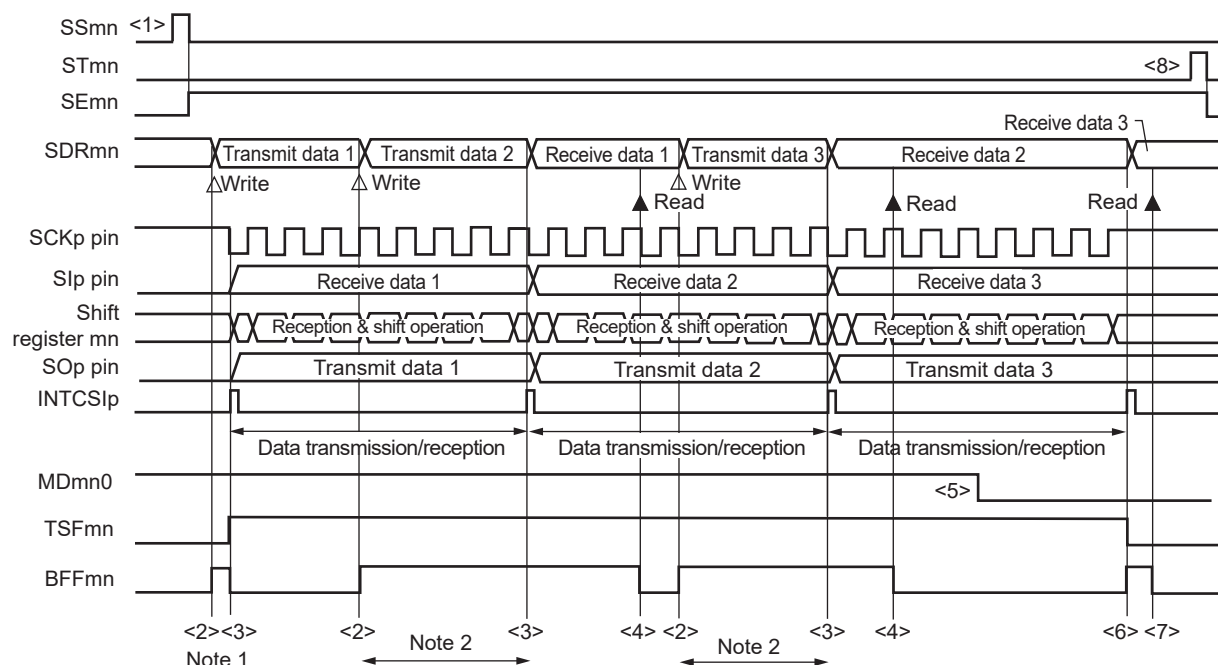 SSmn <1>
STmn <8>
SEmn
Receive data 3
SDRmn Transmit data 1 Transmit data 2 Receive data 1 Transmit data 3 Receive data 2
△Write △ Write △ Write
▲ Read ▲ Read Read ▲
SCKp pin
SIp pin Receive data 1 Receive data 2 Receive data 3
Shift
register mn Reception & shift operation Reception & shift operation Reception & shift operation
SOp pin Transmit data 1 Transmit data 2 Transmit data 3
INTCSIp
Data transmission/reception Data transmission/reception Data transmission/reception
MDmn0 <5>
TSFmn
BFFmn
<2><3> <2> <3> <4> <2> <3> <4> <6> <7>
Note 1 Note 2 Note 2